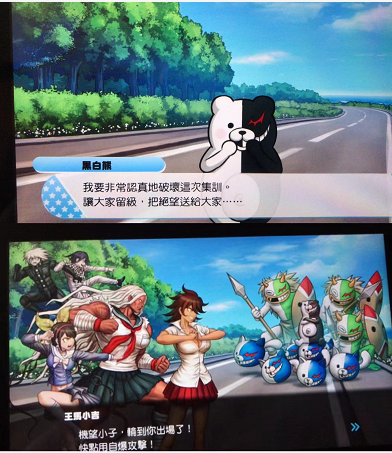 黑白熊
我要非常認真地破壞這次集訓。
讓大家留級，把絕望送給大家……
王馬小吉
機望小子，輪到你出場了！
快點用自爆攻擊！